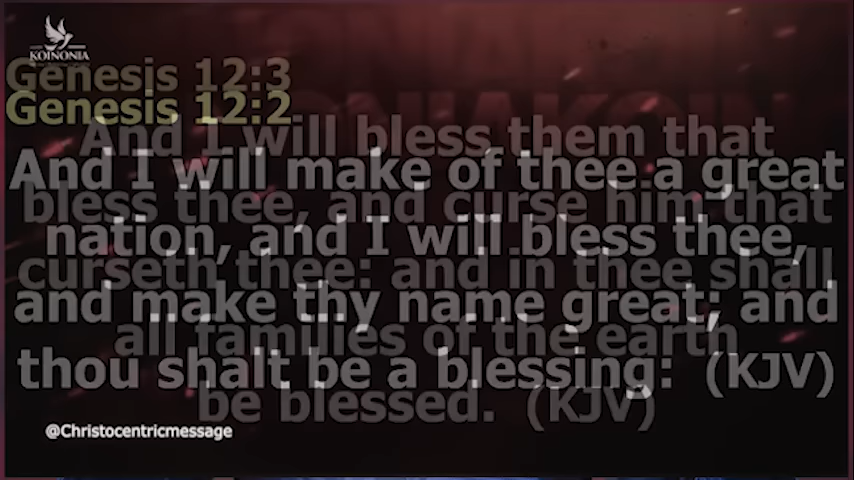 KOINONIA
Genesis 12:3
Genesis 12:2
And I will bless them that
And I will make of thee a great
bless thee, and curse him that
nation, and I will bless thee,
curseth thee: and in thee shall
and make thy name great; and
all families of the earth
thou shalt be a blessing: (KJV)
be blessed. (KJV)
@Christocentricmessage